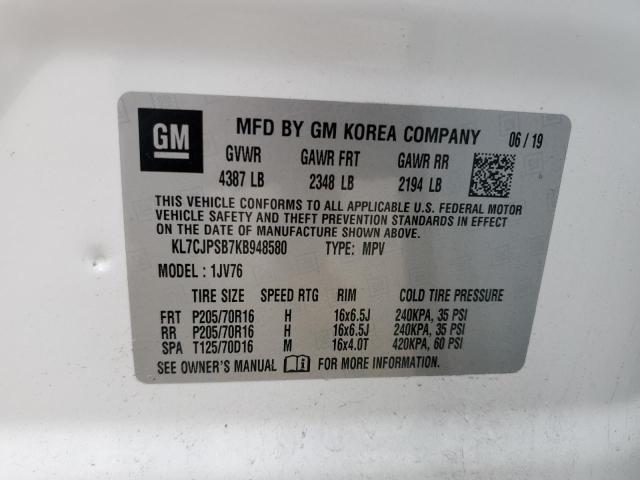 GM
MFD BY GM KOREA COMPANY 06 / 19
GVWR GAWR FRT GAWR RR
4387 LB 2348 LB 2194 LB
THIS VEHICLE CONFORMS TO ALL APPLICABLE U.S. FEDERAL MOTOR
VEHICLE SAFETY AND THEFT PREVENTION STANDARDS IN EFFECT
ON THE DATE OF MANUFACTURE SHOWN ABOVE.
KL7CJPSB7KB948580 TYPE: MPV
MODEL : 1JV76
TIRE SIZE SPEED RTG RIM COLD TIRE PRESSURE
FRT P205/70R16 H 16x6.5J 240KPA, 35 PSI
RR P205/70R16 H 16x6.5J 240KPA, 35 PSI
SPA T125/70D16 M 16x4.0T 420KPA, 60 PSI
SEE OWNER'S MANUAL FOR MORE INFORMATION.